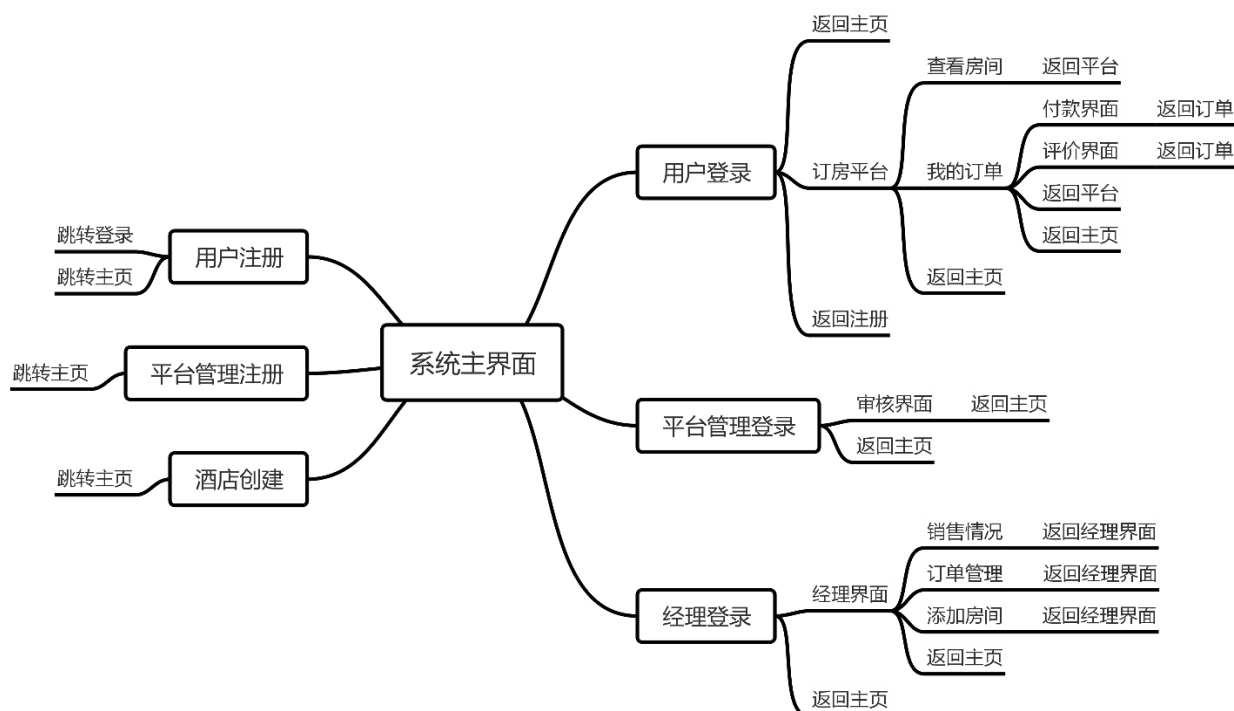 系统主界面
用户登录
返回主页
订房平台
查看房间
返回平台
我的订单
付款界面
返回订单
评价界面
返回订单
返回平台
返回主页
返回主页
返回注册
平台管理登录
审核界面
返回主页
返回主页
经理登录
经理界面
销售情况
返回经理界面
订单管理
返回经理界面
添加房间
返回经理界面
返回主页
返回主页
用户注册
跳转登录
跳转主页
平台管理注册
跳转主页
酒店创建
跳转主页